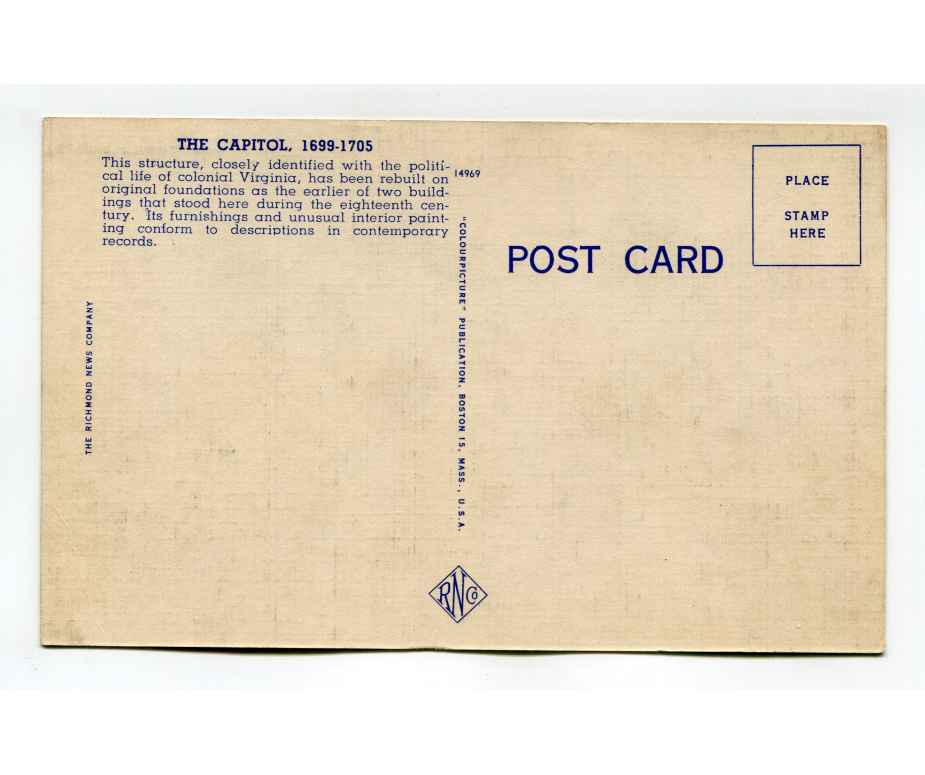 THE CAPITOL, 1699-1705
This structure, closely identified with the politi-
cal life of colonial Virginia, has been rebuilt on
original foundations as the earlier of two build-
ings that stood here during the eighteenth cen-
tury. Its furnishings and unusual interior paint-
ing conform to descriptions in contemporary
records.
THE RICHMOND NEWS COMPANY
14969
"COLOURPICTURE" PUBLICATION, BOSTON 15, MASS., U.S.A.
RNCo
POST CARD
PLACE
STAMP
HERE